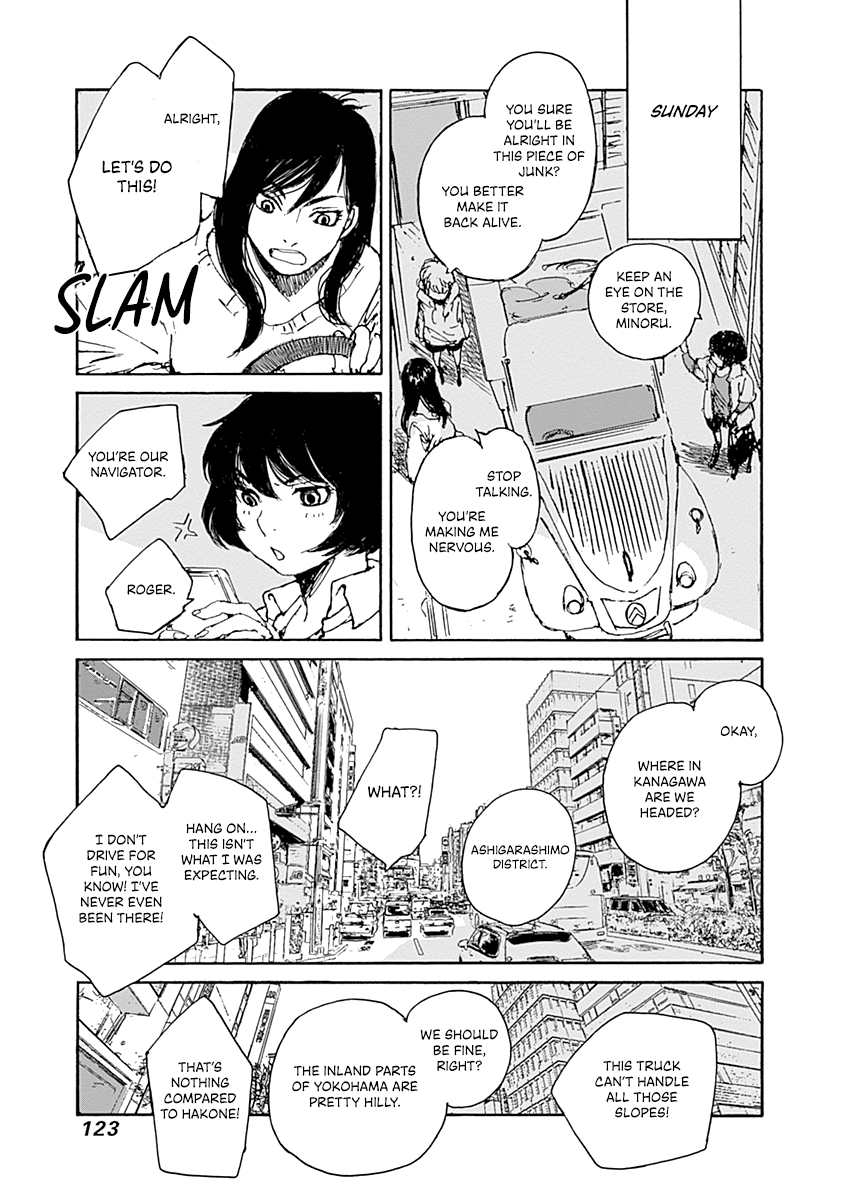 SUNDAY
YOU SURE
YOU'LL BE
ALRIGHT IN
THIS PIECE OF
JUNK?
YOU BETTER
MAKE IT
BACK ALIVE.
KEEP AN
EYE ON THE
STORE,
MINORU.
STOP
TALKING.
YOU'RE
MAKING ME
NERVOUS.
ALRIGHT,
LET'S DO
THIS!
SLAM
YOU'RE OUR
NAVIGATOR.
ROGER.
OKAY,
WHERE IN
KANAGAWA
ARE WE
HEADED?
ASHIGARASHIMO
DISTRICT.
WHAT?!
HANG ON...
THIS ISN'T
WHAT I WAS
EXPECTING.
I DON'T
DRIVE FOR
FUN, YOU
KNOW! I'VE
NEVER EVEN
BEEN THERE!
THIS TRUCK
CAN'T HANDLE
ALL THOSE
SLOPES!
WE SHOULD
BE FINE,
RIGHT?
THE INLAND PARTS
OF YOKOHAMA ARE
PRETTY HILLY.
THAT'S
NOTHING
COMPARED
TO HAKONE!
123